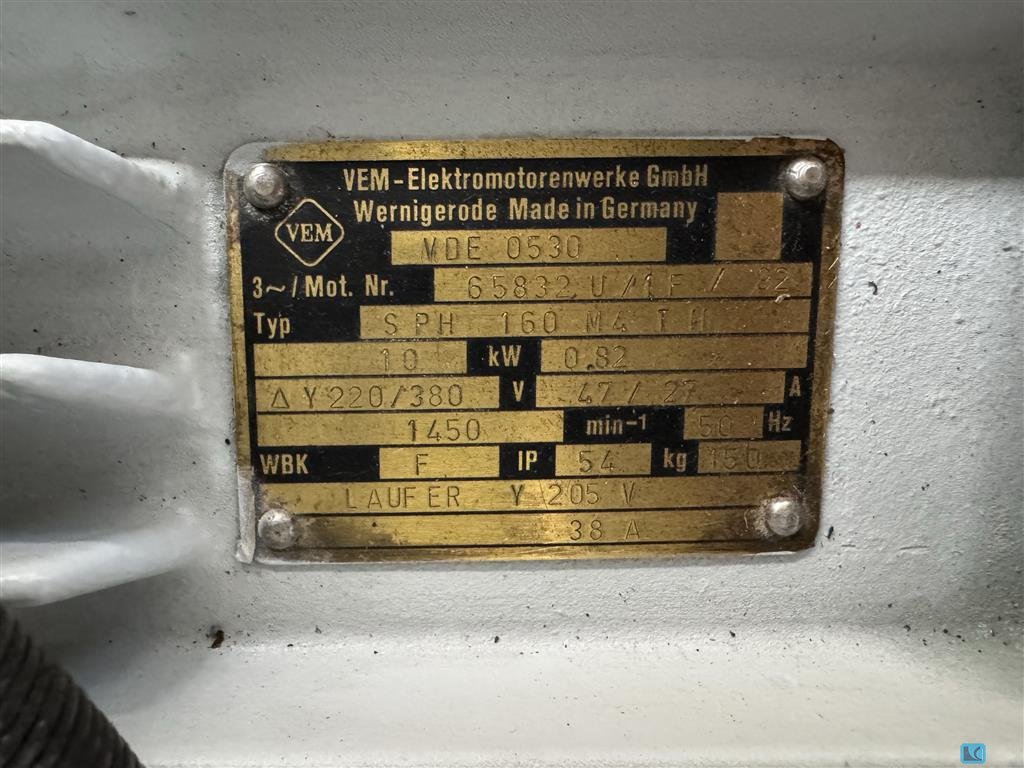 VEM-Elektromotorenwerke GmbH
Wernigerode Made in Germany
VEM
VDE 0530
3~/Mot. Nr. 65832 U/1F / 22
Typ SPH 160 M4 TH
10 kW 0.82
Δ Y 220/380 V 47/27 A
1450 min-1 50 Hz
WBK F IP 54 kg 150
LAUFER Y 205 V
38 A